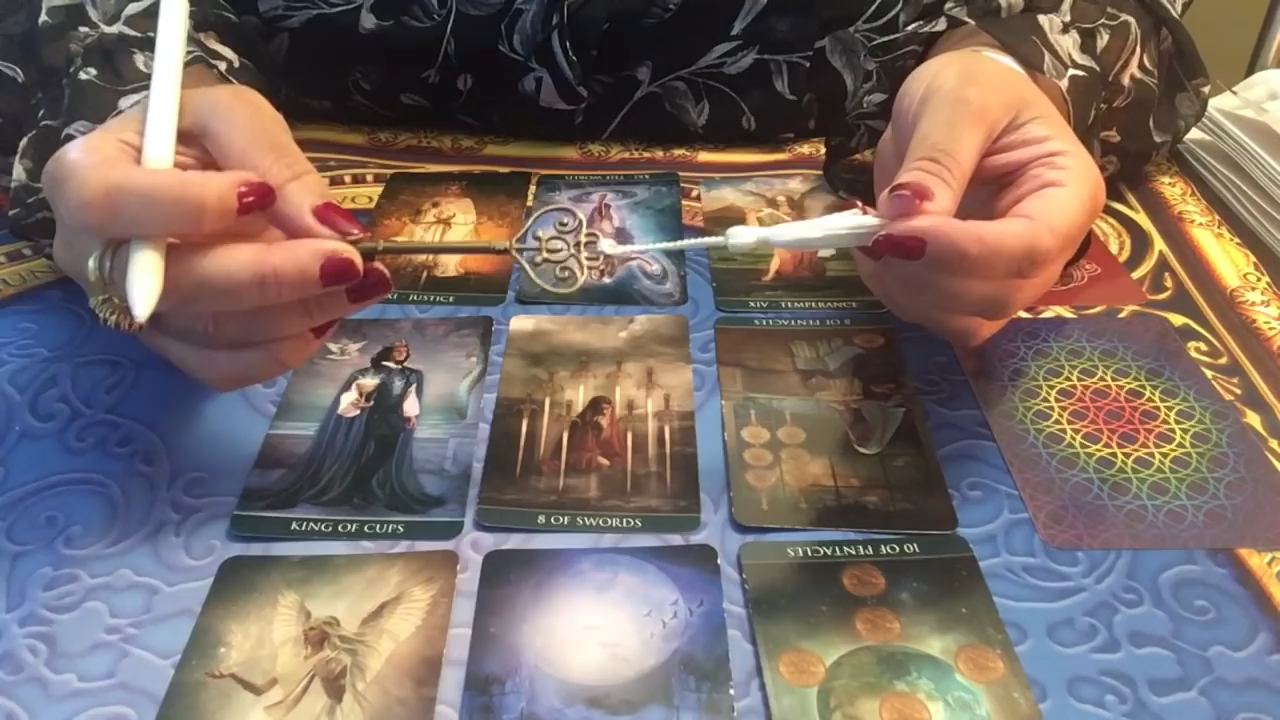 XXI · THE WORLD
XI · JUSTICE
XIV · TEMPERANCE
8 OF PENTACLES
KING OF CUPS
8 OF SWORDS
10 OF PENTACLES